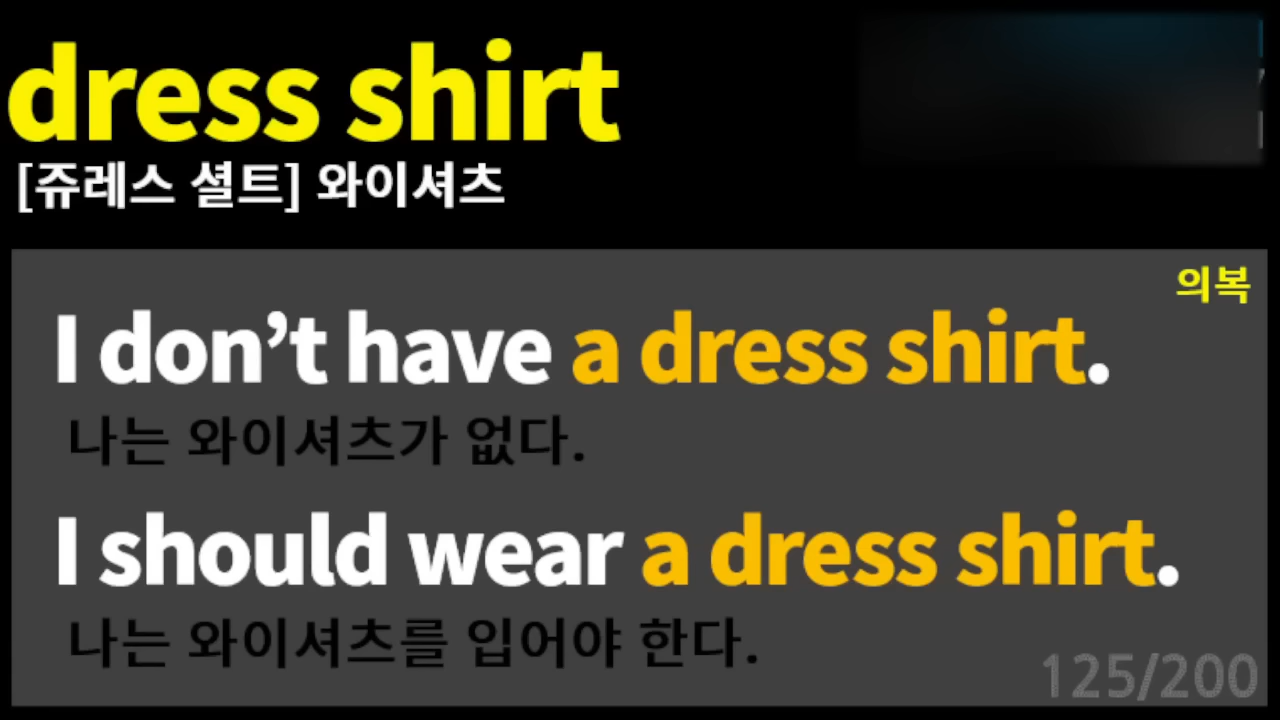 dress shirt
[쥬레스 셜트] 와이셔츠
의복
I don’t have a dress shirt.
나는 와이셔츠가 없다.
I should wear a dress shirt.
나는 와이셔츠를 입어야 한다.
125/200